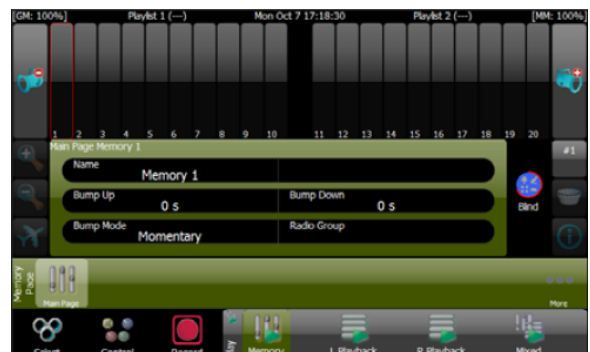 [GM: 100%] Playlist 1 (---) Mon Oct 7 17:18:30 Playlist 2 (---) [MM: 100%]
1 2 3 4 5 6 7 8 9 10 11 12 13 14 15 16 17 18 19 20
Main Page Memory 1
#1
Name
Memory 1
Bump Up Bump Down
0 s 0 s
Blind
Bump Mode Radio Group
Momentary
Memory
Page
Main Page More
Control Record Memory L Playback R Playback Mixed